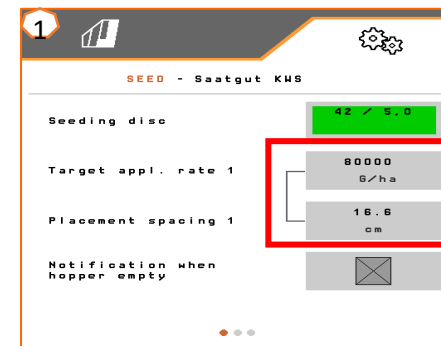 1
SEED - Saatgut KWS
Seeding disc
42 / 5,0
Target appl. rate 1
80000
G/ha
Placement spacing 1
16.6
cm
Notification when
hopper empty